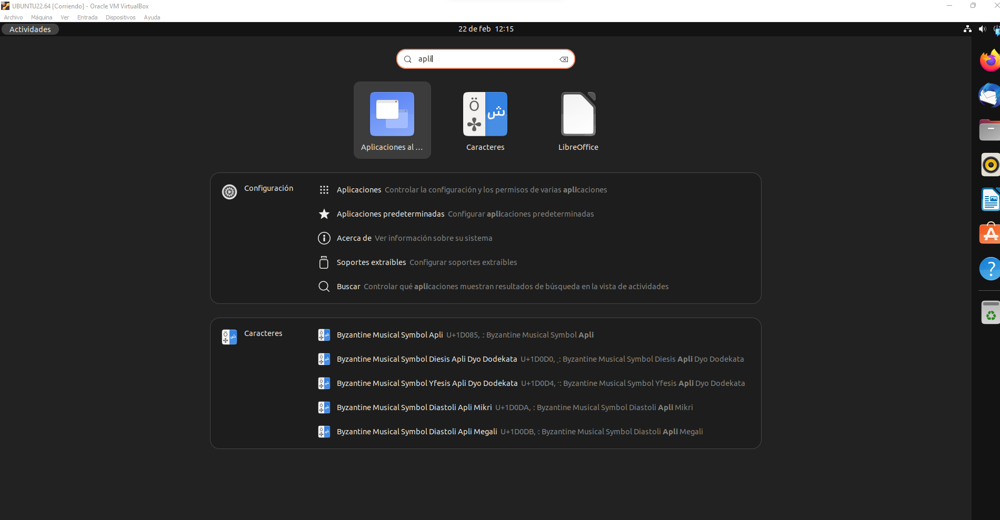 UBUNTU22.64 [Corriendo] - Oracle VM VirtualBox
Archivo Máquina Ver Entrada Dispositivos Ayuda
Actividades 22 de feb 12:15
apli
Aplicaciones al ... Caracteres LibreOffice
Configuración
Aplicaciones Controlar la configuración y los permisos de varias aplicaciones
Aplicaciones predeterminadas Configurar aplicaciones predeterminadas
Acerca de Ver información sobre su sistema
Soportes extraíbles Configurar soportes extraíbles
Buscar Controlar qué aplicaciones muestran resultados de búsqueda en la vista de actividades
Caracteres
Byzantine Musical Symbol Apli U+1D085, : Byzantine Musical Symbol Apli
Byzantine Musical Symbol Diesis Apli Dyo Dodekata U+1D0D0, : Byzantine Musical Symbol Diesis Apli Dyo Dodekata
Byzantine Musical Symbol Yfesis Apli Dyo Dodekata U+1D0D4, : Byzantine Musical Symbol Yfesis Apli Dyo Dodekata
Byzantine Musical Symbol Diastoli Apli Mikri U+1D0DA, : Byzantine Musical Symbol Diastoli Apli Mikri
Byzantine Musical Symbol Diastoli Apli Megali U+1D0DB, : Byzantine Musical Symbol Diastoli Apli Megali